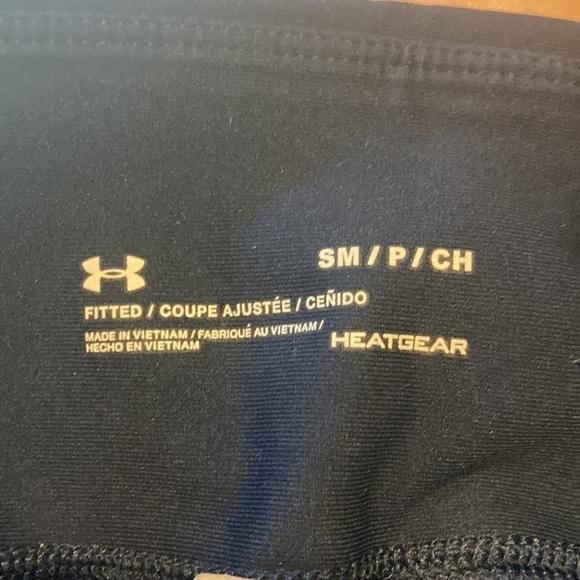 SM / P / CH
FITTED / COUPE AJUSTÉE / CEÑIDO
MADE IN VIETNAM / FABRIQUÉ AU VIETNAM /
HECHO EN VIETNAM
HEATGEAR